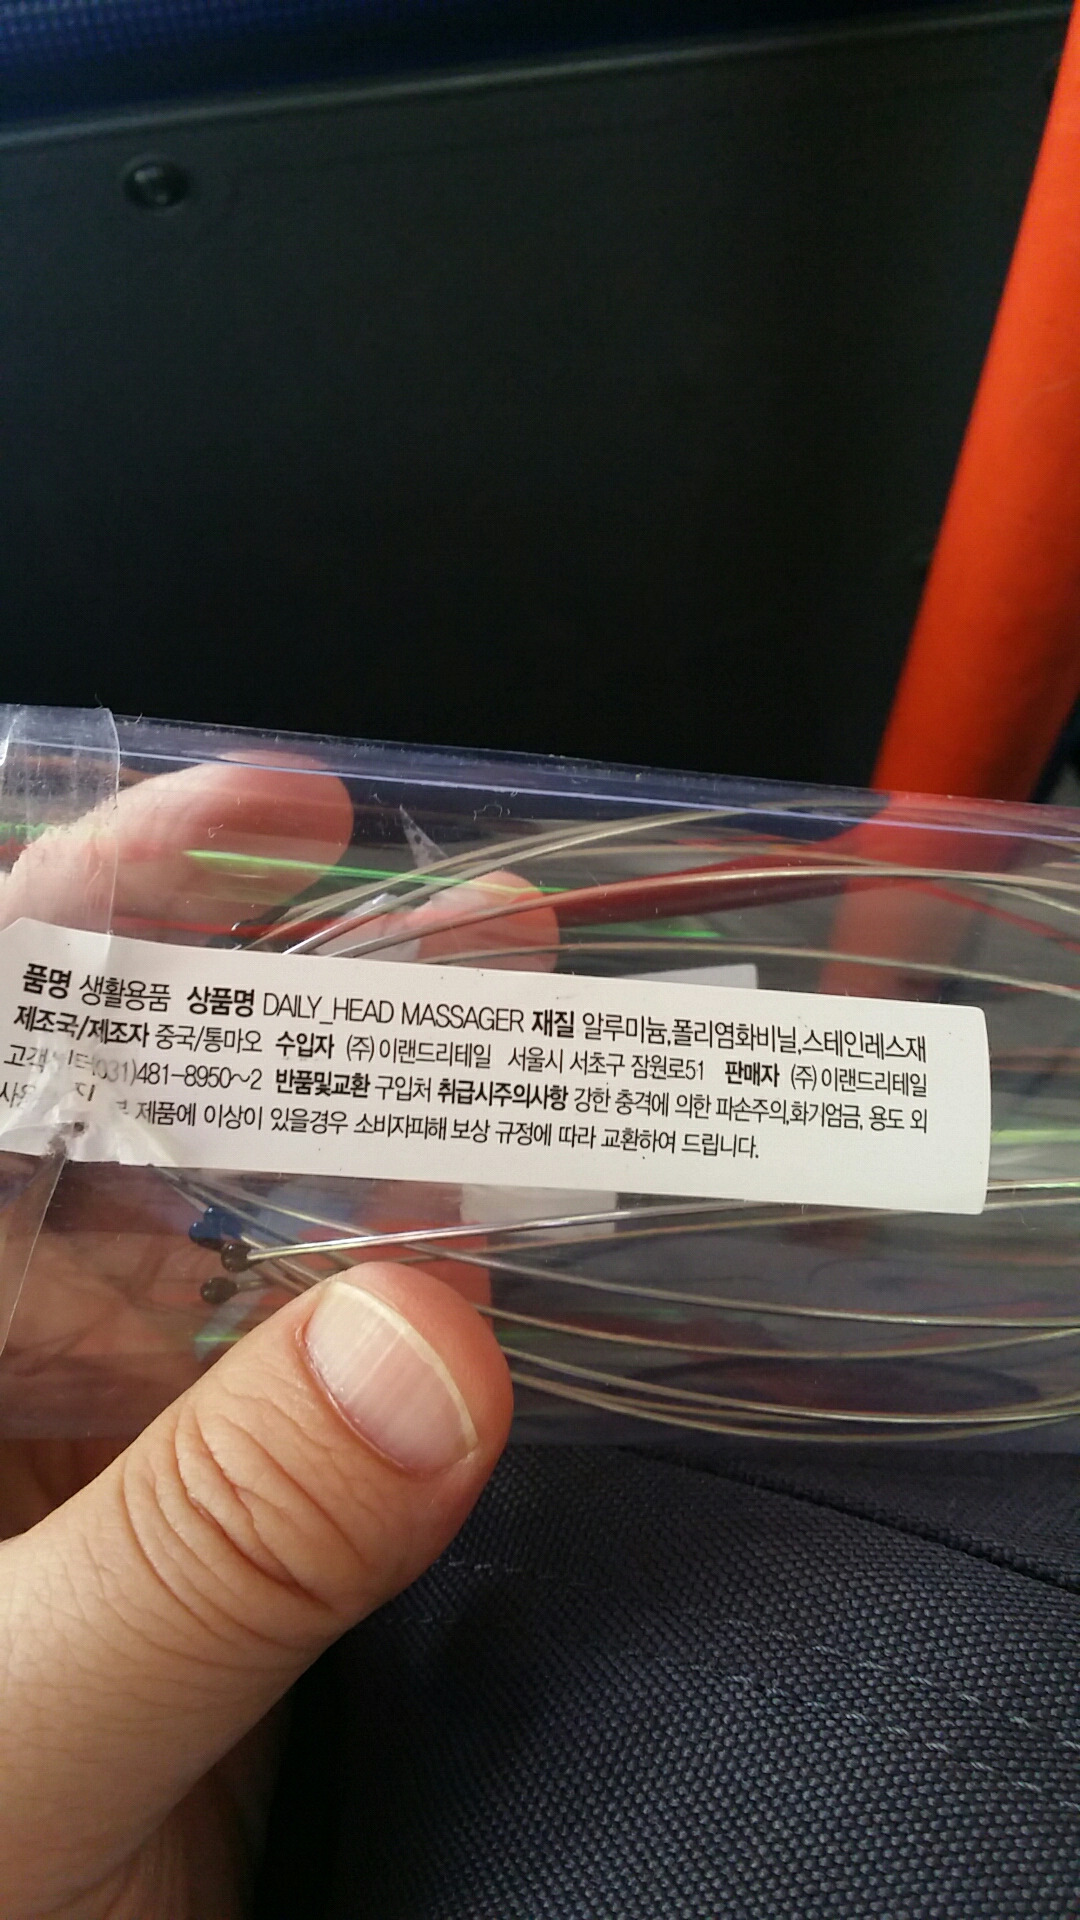 품명 생활용품 상품명 DAILY_HEAD MASSAGER 재질 알루미늄,폴리염화비닐,스테인레스재
제조국/제조자 중국/통마오 수입자 (주)이랜드리테일 서울시 서초구 잠원로51 판매자 (주)이랜드리테일
031)481-8950~2 반품및교환 구입처 취급시주의사항 강한 충격에 의한 파손주의,화기엄금, 용도 외
제품에 이상이 있을경우 소비자피해 보상 규정에 따라 교환하여 드립니다.